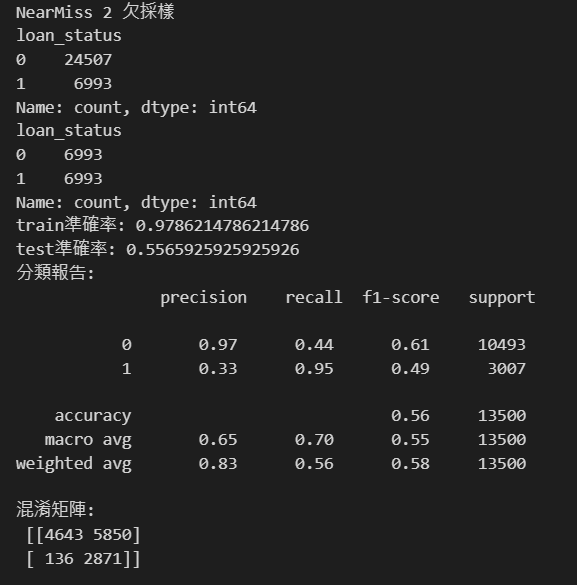 NearMiss 2 欠採樣
loan_status
0    24507
1     6993
Name: count, dtype: int64
loan_status
0    6993
1    6993
Name: count, dtype: int64
train準確率: 0.9786214786214786
test準確率: 0.5565925925925926
分類報告:
              precision    recall  f1-score   support
           0       0.97      0.44      0.61     10493
           1       0.33      0.95      0.49      3007
    accuracy                           0.56     13500
   macro avg       0.65      0.70      0.55     13500
weighted avg       0.83      0.56      0.58     13500
混淆矩陣:
 [[4643 5850]
 [ 136 2871]]